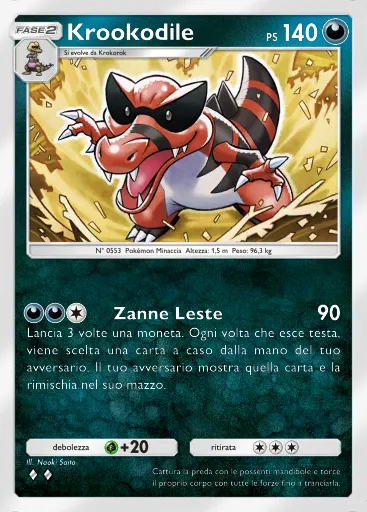 FASE 2
Krookodile
PS 140
Si evolve da Krokorok
N° 0553 Pokémon Minaccia Altezza: 1,5 m Peso: 96,3 kg
Zanne Leste 90
Lancia 3 volte una moneta. Ogni volta che esce testa,
viene scelta una carta a caso dalla mano del tuo
avversario. Il tuo avversario mostra quella carta e la
rimischia nel suo mazzo.
debolezza +20 ritirata
Ill. Naoki Saito
Cattura la preda con le possenti mandibole e torce
il proprio corpo con tutte le forze fino a tranciarla.